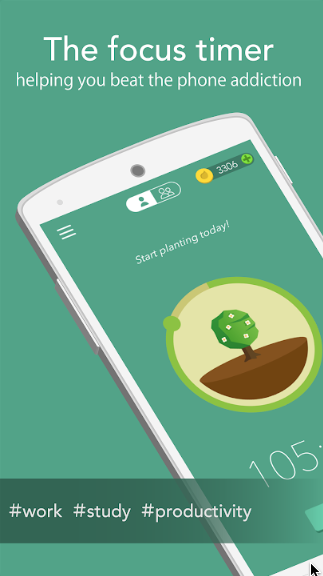 The focus timer
helping you beat the phone addiction
3306
Start planting today!
105:
#work #study #productivity